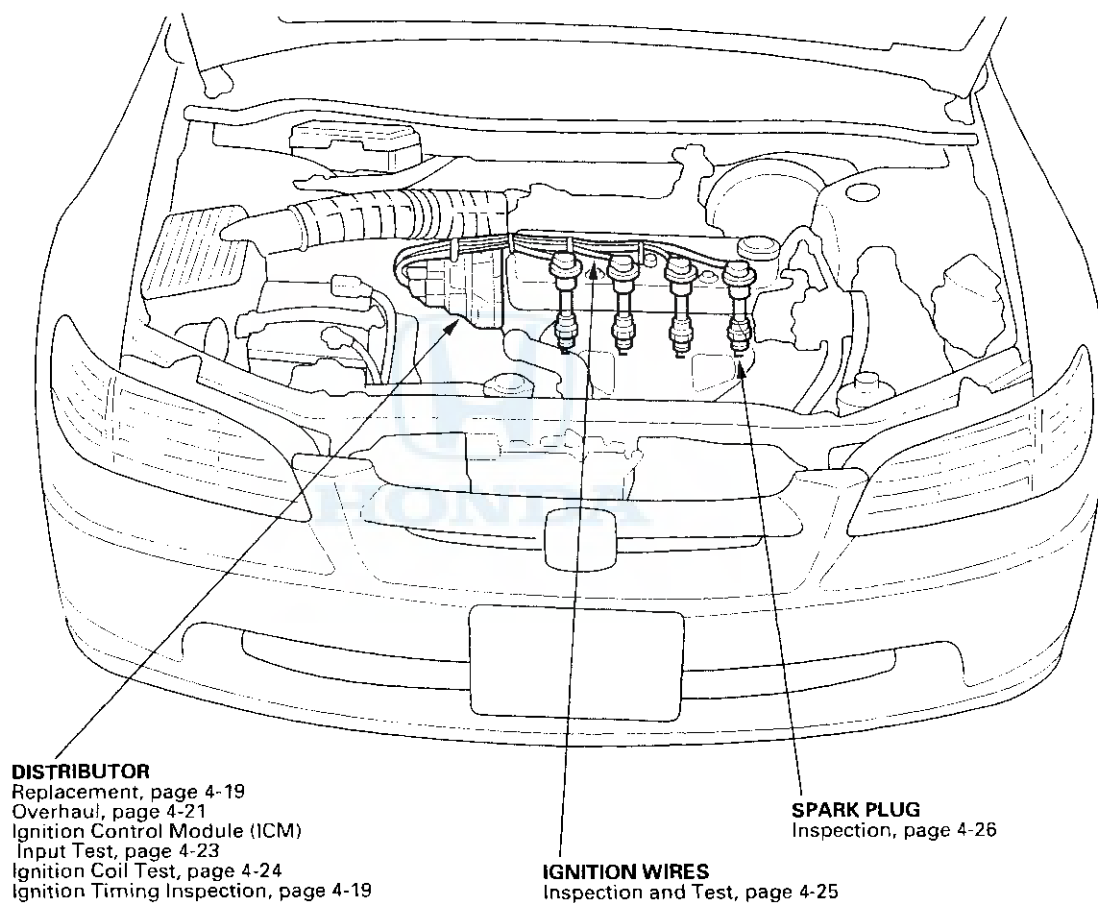 HONDA
DISTRIBUTOR
Replacement, page 4-19
Overhaul, page 4-21
Ignition Control Module (ICM)
Input Test, page 4-23
Ignition Coil Test, page 4-24
Ignition Timing Inspection, page 4-19
IGNITION WIRES
Inspection and Test, page 4-25
SPARK PLUG
Inspection, page 4-26